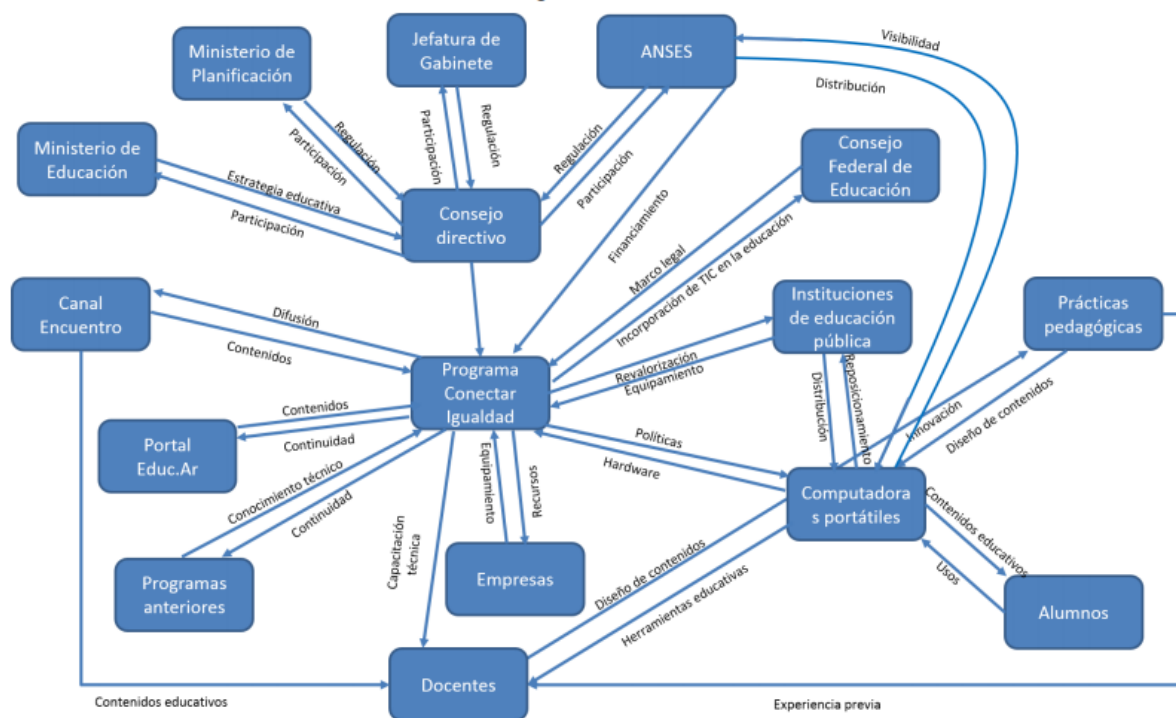 Ministerio de
Planificación
Jefatura de
Gabinete
ANSES
Visibilidad
Distribución
Ministerio de
Educación
Regulación
Participación
Participación
Regulación
Regulación
Participación
Consejo
Federal de
Educación
Estrategia educativa
Participación
Consejo
directivo
Financiamiento
Marco legal
Incorporación de TIC en la educación
Canal
Encuentro
Difusión
Contenidos
Instituciones
de educación
pública
Prácticas
pedagógicas
Programa
Conectar
Igualdad
Revalorización
Equipamiento
Distribución
Reposicionamiento
Innovación
Diseño de contenidos
Portal
Educ.Ar
Contenidos
Continuidad
Políticas
Hardware
Conocimiento técnico
Continuidad
Equipamiento
Recursos
Computadora
s portátiles
Contenidos educativos
Usos
Capacitación
técnica
Programas
anteriores
Empresas
Diseño de contenidos
Herramientas educativas
Alumnos
Docentes
Contenidos educativos
Experiencia previa